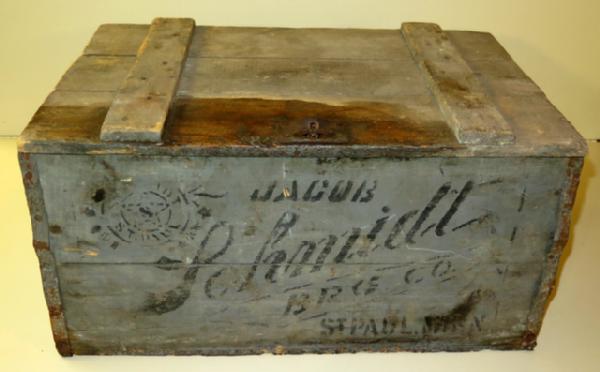 JACOB
Schmidt
BRG CO
ST PAUL, MINN